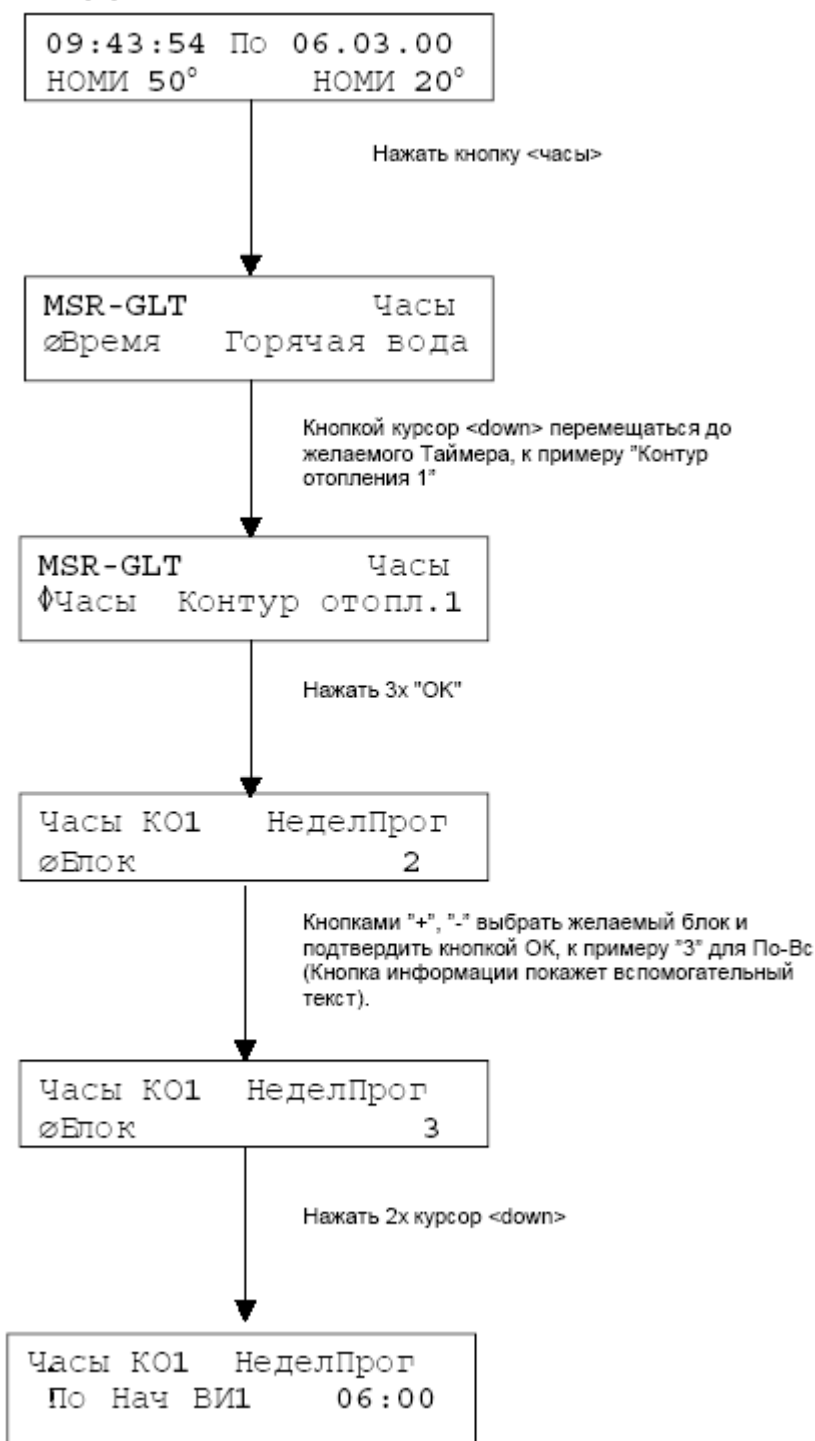 09:43:54 По 06.03.00
НОМИ 50° НОМИ 20°
Нажать кнопку <часы>
MSR-GLT Часы
⌀Время Горячая вода
Кнопкой курсор <down> перемещаться до
желаемого Таймера, к примеру "Контур
отопления 1"
MSR-GLT Часы
Часы Контур отопл.1
Нажать 3x "ОК"
Часы КО1 НеделПрог
⌀Блок 2
Кнопками "+", "-" выбрать желаемый блок и
подтвердить кнопкой ОК, к примеру "3" для По-Вс
(Кнопка информации покажет вспомогательный
текст).
Часы КО1 НеделПрог
⌀Блок 3
Нажать 2x курсор <down>
Часы КО1 НеделПрог
По Нач ВИ1 06:00